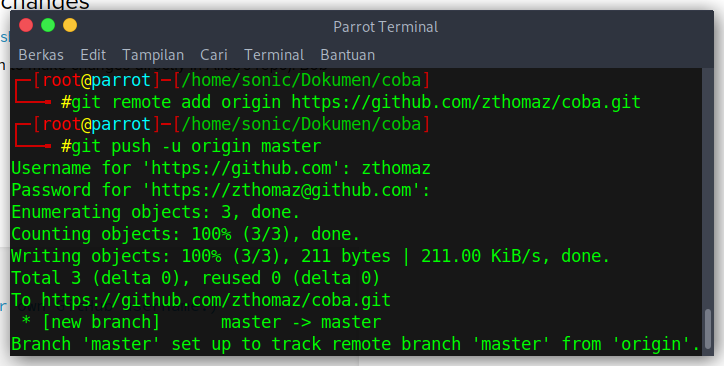 changes
Parrot Terminal
Berkas Edit Tampilan Cari Terminal Bantuan
[root@parrot]─[/home/sonic/Dokumen/coba]
#git remote add origin https://github.com/zthomaz/coba.git
[root@parrot]─[/home/sonic/Dokumen/coba]
#git push -u origin master
Username for 'https://github.com': zthomaz
Password for 'https://zthomaz@github.com':
Enumerating objects: 3, done.
Counting objects: 100% (3/3), done.
Writing objects: 100% (3/3), 211 bytes | 211.00 KiB/s, done.
Total 3 (delta 0), reused 0 (delta 0)
To https://github.com/zthomaz/coba.git
* [new branch] master -> master
Branch 'master' set up to track remote branch 'master' from 'origin'.